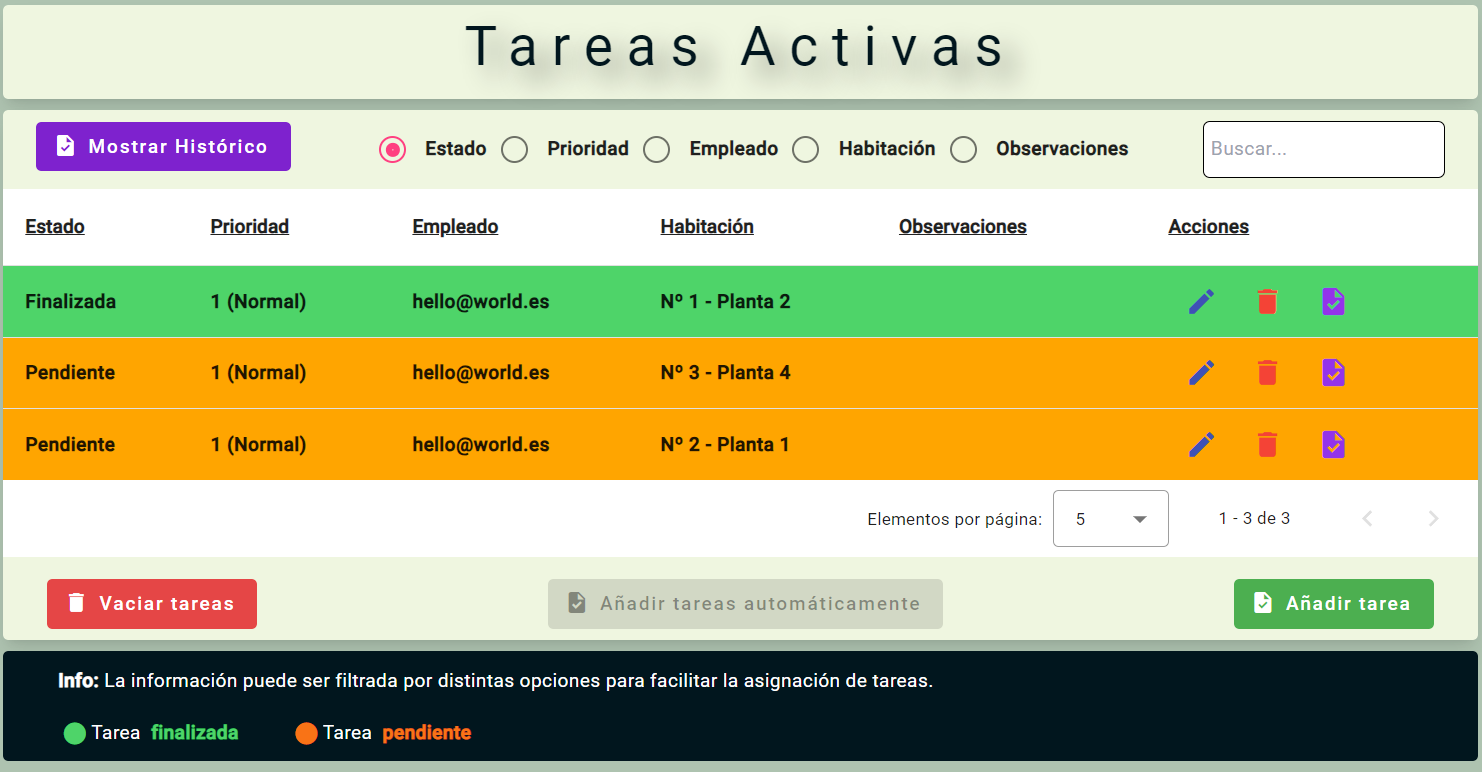 Tareas Activas
Mostrar Histórico Estado Prioridad Empleado Habitación Observaciones Buscar...
Estado Prioridad Empleado Habitación Observaciones Acciones
Finalizada 1 (Normal) hello@world.es Nº 1 - Planta 2
Pendiente 1 (Normal) hello@world.es Nº 3 - Planta 4
Pendiente 1 (Normal) hello@world.es Nº 2 - Planta 1
Elementos por página: 5 1 - 3 de 3
Vaciar tareas Añadir tareas automáticamente Añadir tarea
Info: La información puede ser filtrada por distintas opciones para facilitar la asignación de tareas.
Tarea finalizada Tarea pendiente